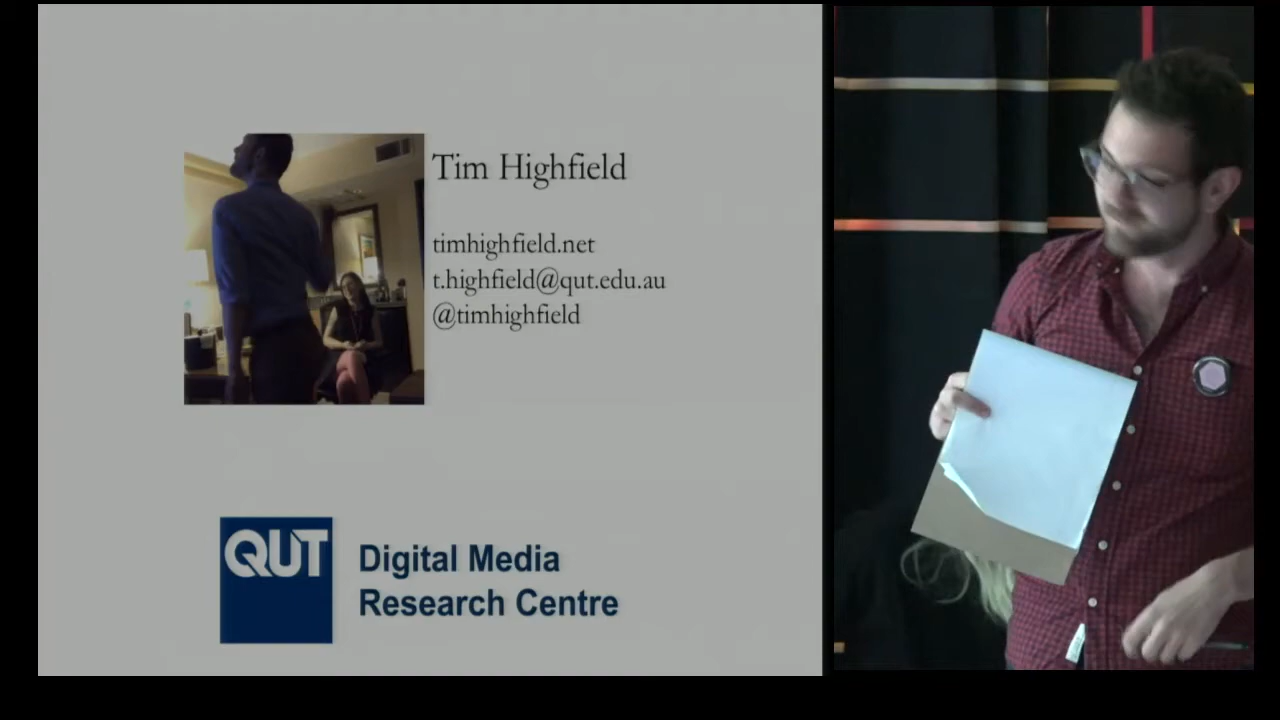 Tim Highfield
timhighfield.net
t.highfield@qut.edu.au
@timhighfield
QUT
Digital Media
Research Centre